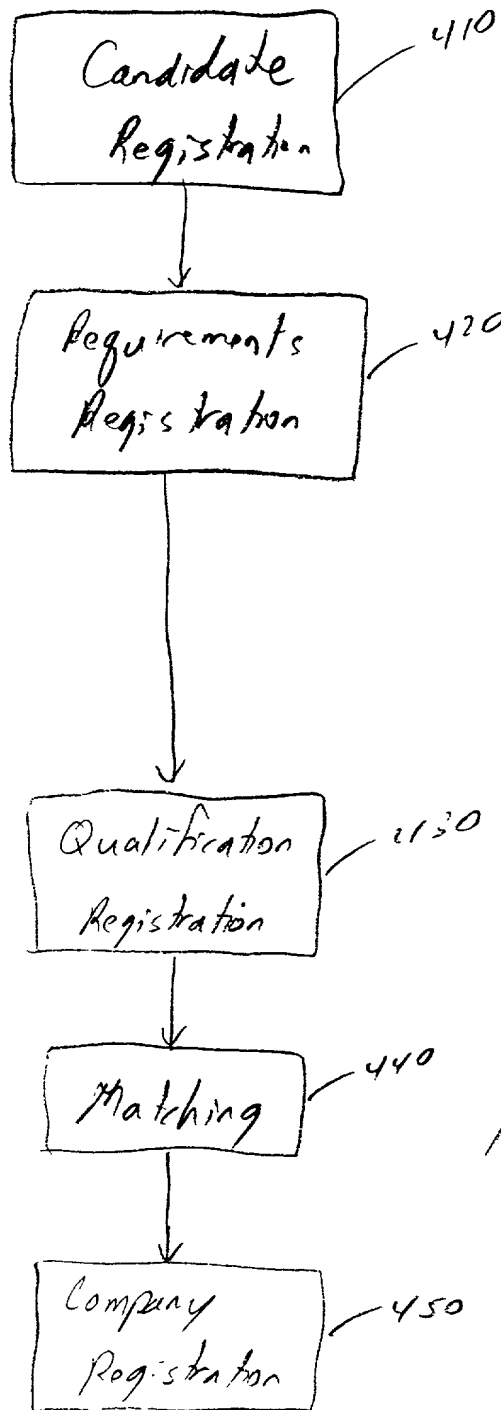 410
Candidate
Registration
420
Requirements
Registration
430
Qualification
Registration
440
Matching
450
Company
Registration